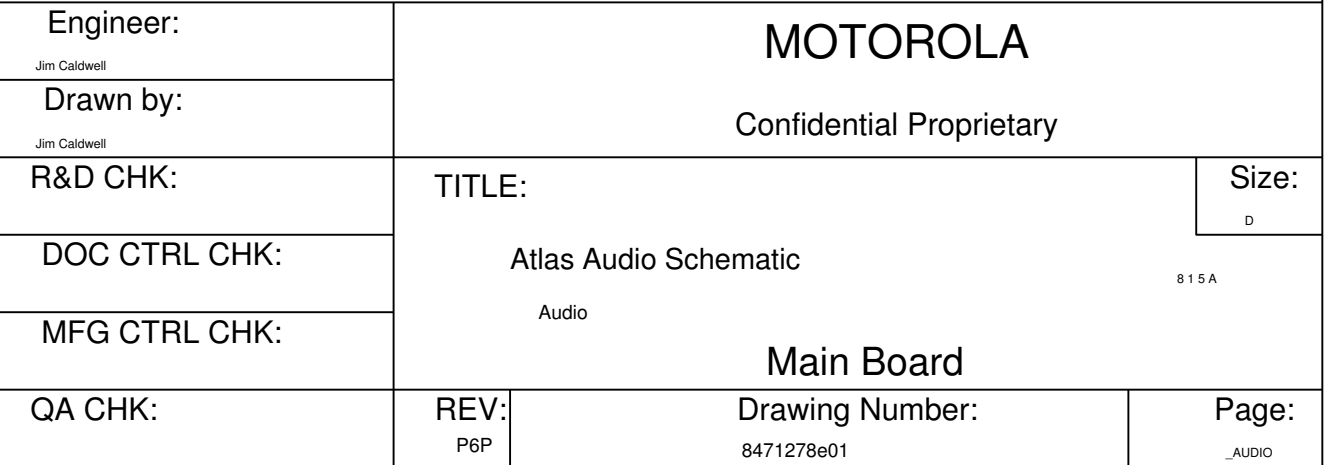 Engineer:
Jim Caldwell
Drawn by:
Jim Caldwell
R&D CHK:
DOC CTRL CHK:
MFG CTRL CHK:
QA CHK:
MOTOROLA
Confidential Proprietary
TITLE:
Size:
D
Atlas Audio Schematic
8 1 5 A
Audio
Main Board
REV:
P6P
Drawing Number:
8471278e01
Page:
_AUDIO